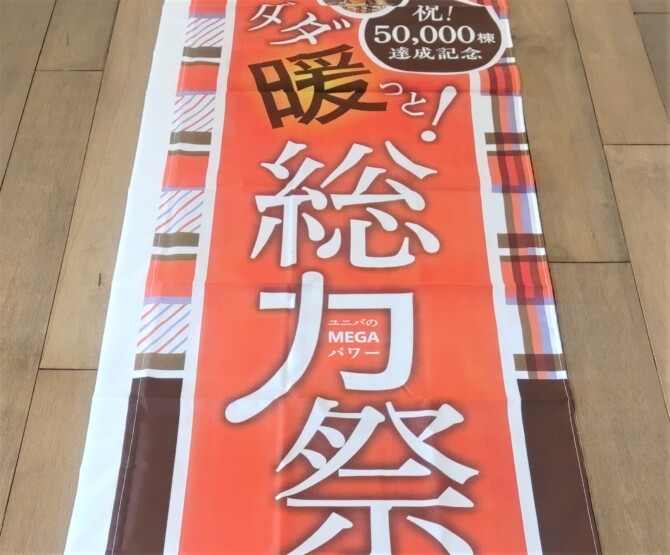 祝!
50,000棟
達成記念
ダダ
暖っと!
総力祭
ユニバの
MEGA
パワー